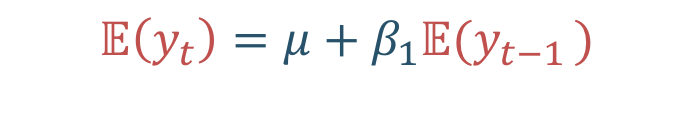 𝔼(yₜ) = μ + β₁𝔼(yₜ₋₁)